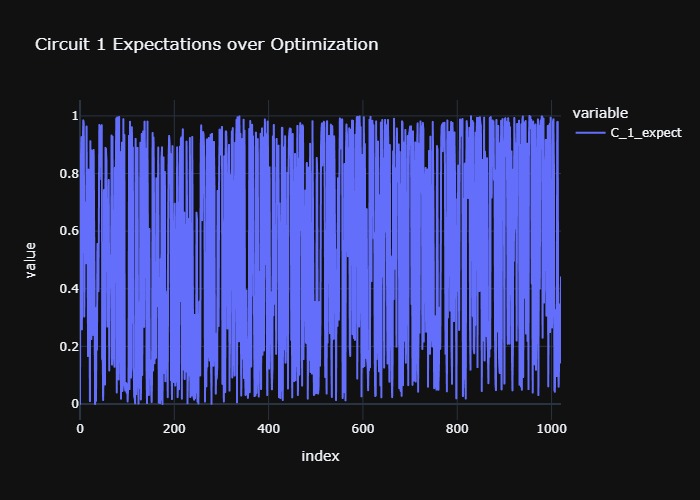 Circuit 1 Expectations over Optimization
variable
C_1_expect
1
0.8
0.6
0.4
0.2
0
value
0
200
400
600
800
1000
index